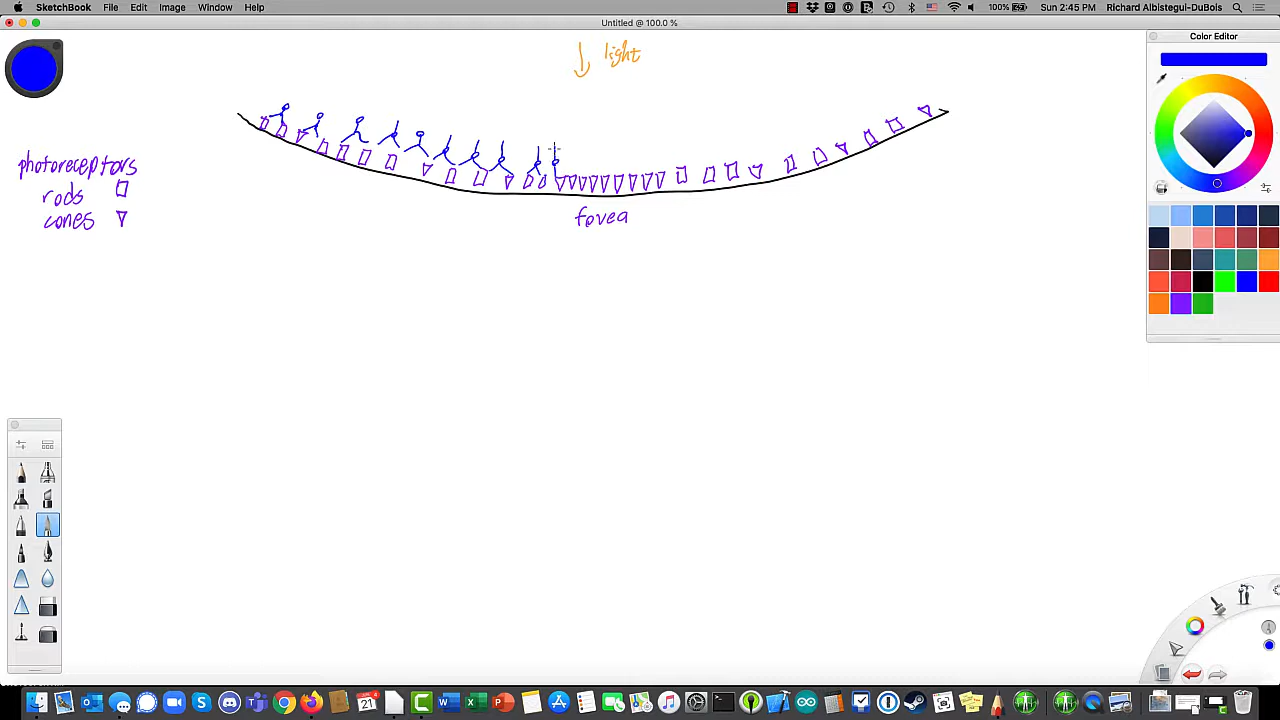 SketchBook File Edit Image Window Help
100% Sun 2:45 PM Richard Albistegui-DuBois
Untitled @ 100.0 %
Color Editor
light
photoreceptors
rods
cones
fovea